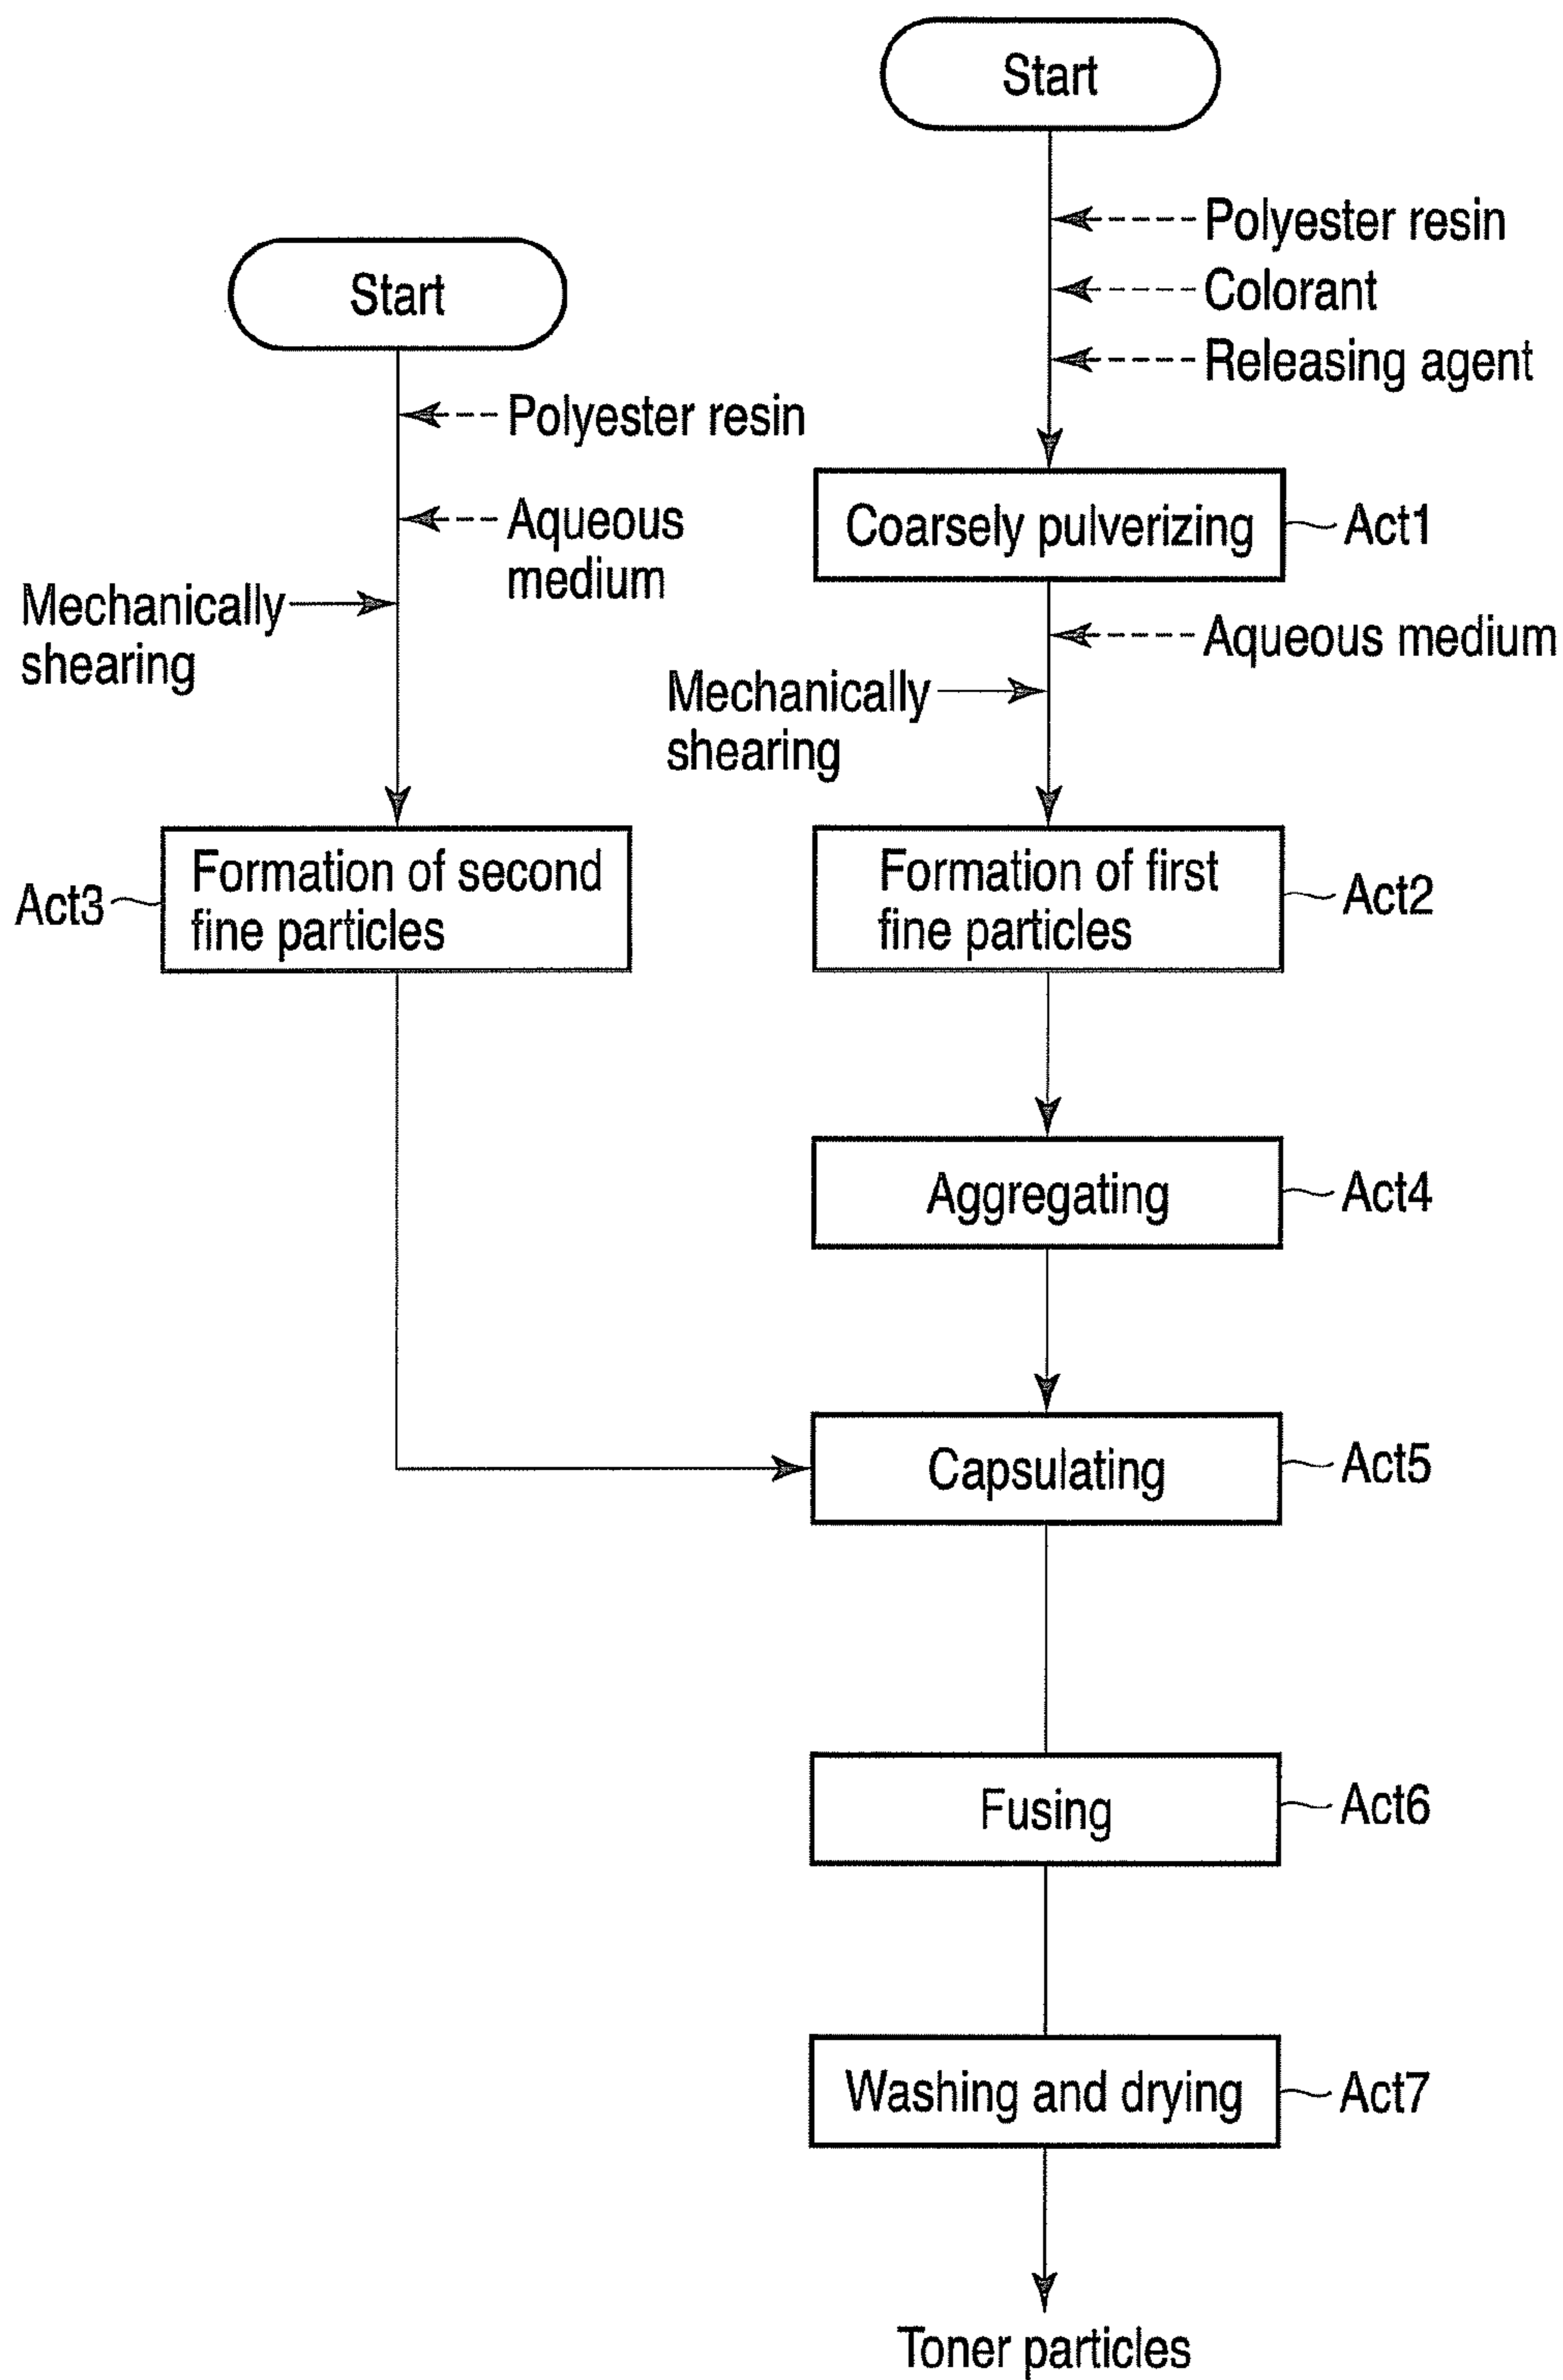 Start
Polyester resin
Colorant
Releasing agent
Start
Polyester resin
Aqueous
medium
Mechanically
shearing
Coarsely pulverizing
Act1
Aqueous medium
Mechanically
shearing
Act3
Formation of second
fine particles
Formation of first
fine particles
Act2
Aggregating
Act4
Capsulating
Act5
Fusing
Act6
Washing and drying
Act7
Toner particles